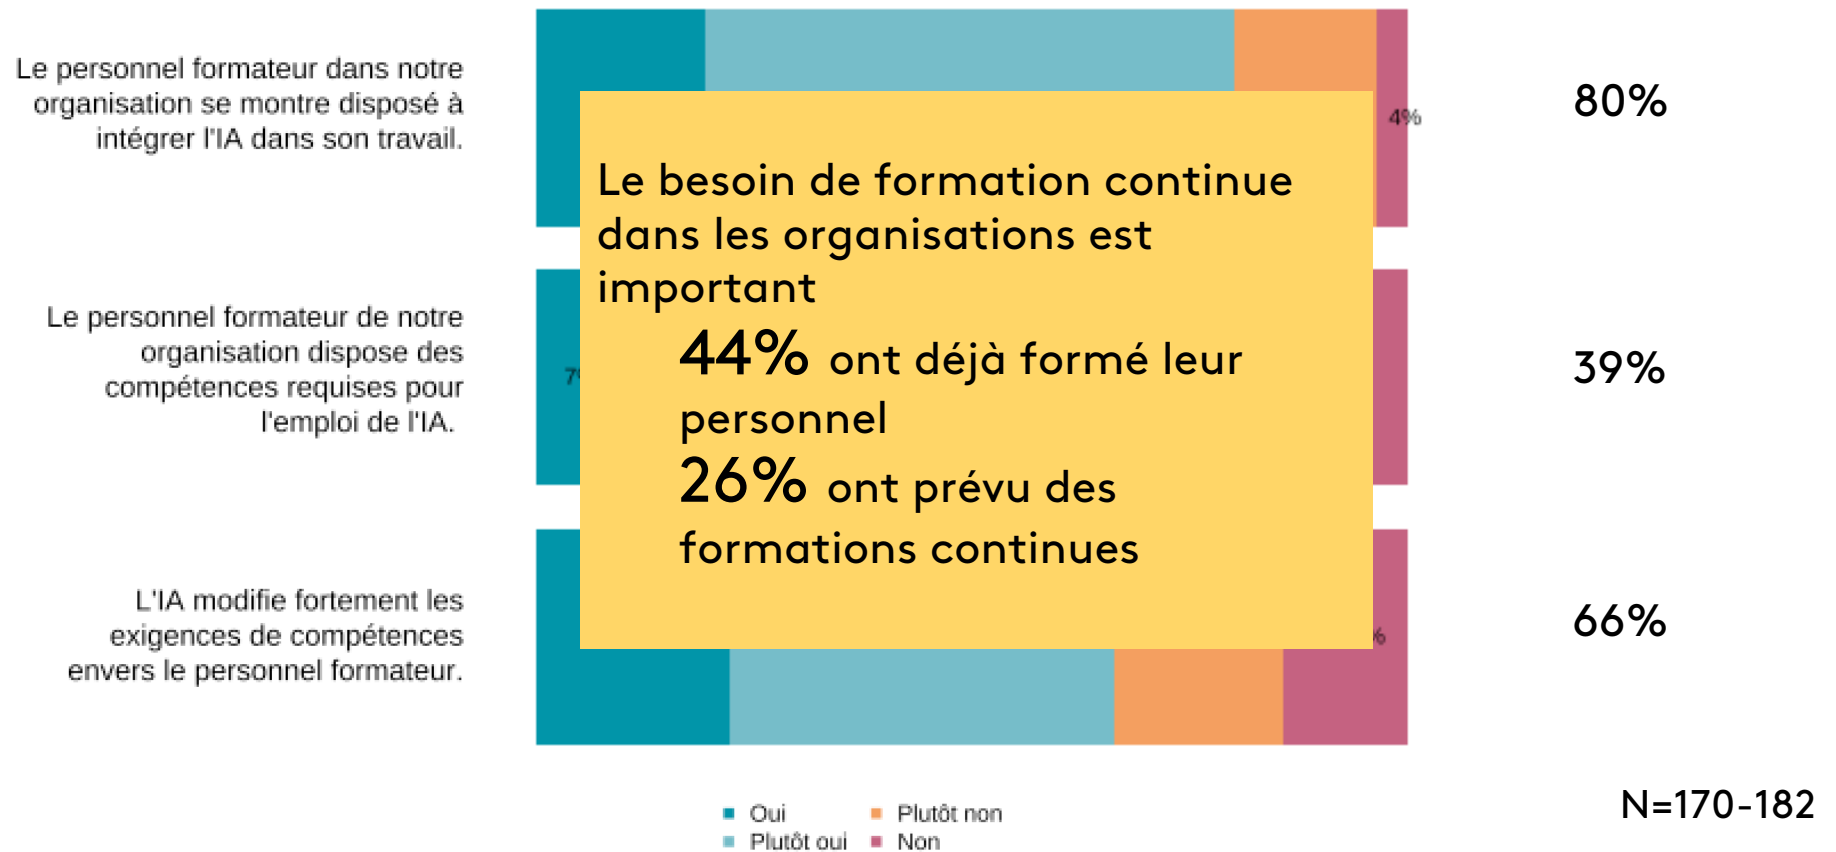 Le personnel formateur dans notre
organisation se montre disposé à
intégrer l'IA dans son travail.
4%
80%
Le besoin de formation continue
dans les organisations est
important
44% ont déjà formé leur
personnel
26% ont prévu des
formations continues
Le personnel formateur de notre
organisation dispose des
compétences requises pour
l'emploi de l'IA.
39%
L'IA modifie fortement les
exigences de compétences
envers le personnel formateur.
66%
N=170-182
Oui
Plutôt non
Plutôt oui
Non